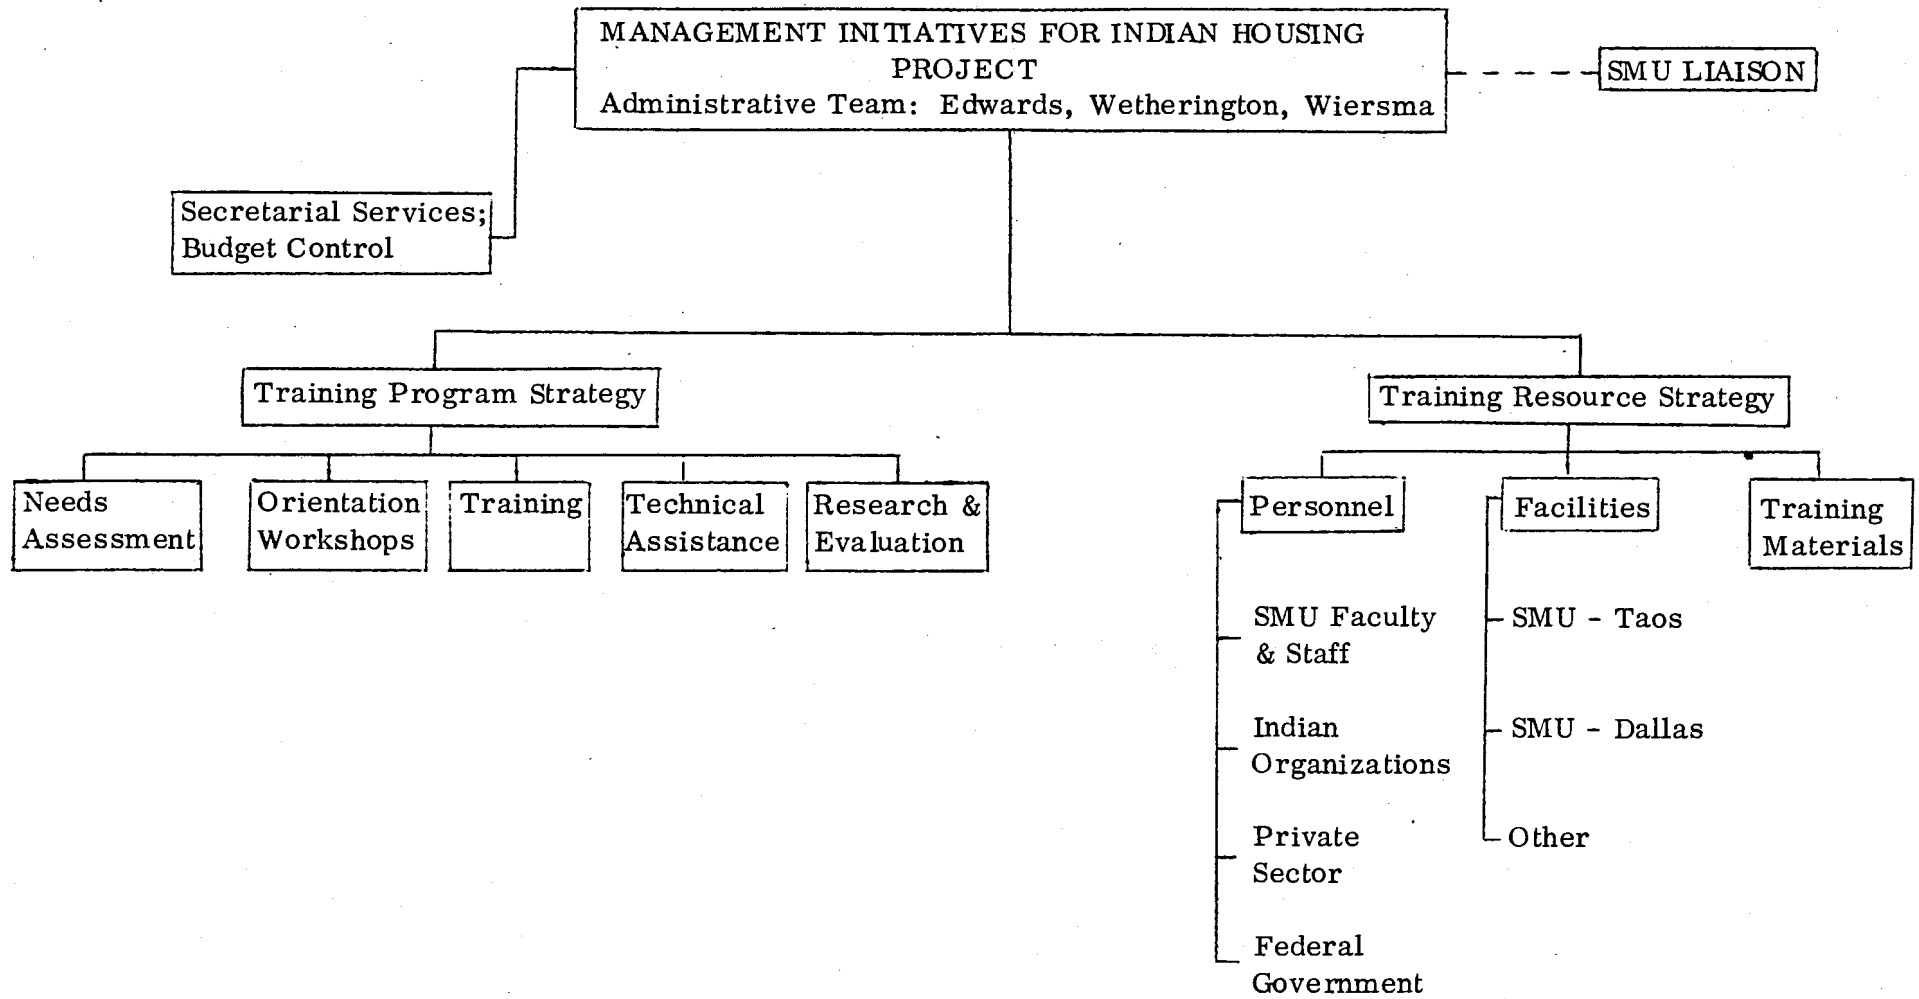 MANAGEMENT INITIATIVES FOR INDIAN HOUSING
PROJECT
Administrative Team: Edwards, Wetherington, Wiersma
SMU LIAISON
Secretarial Services;
Budget Control
Training Program Strategy
Training Resource Strategy
Needs
Assessment
Orientation
Workshops
Training
Technical
Assistance
Research &
Evaluation
Personnel
Facilities
Training
Materials
SMU Faculty
& Staff
Indian
Organizations
Private
Sector
Federal
Government
SMU - Taos
SMU - Dallas
Other